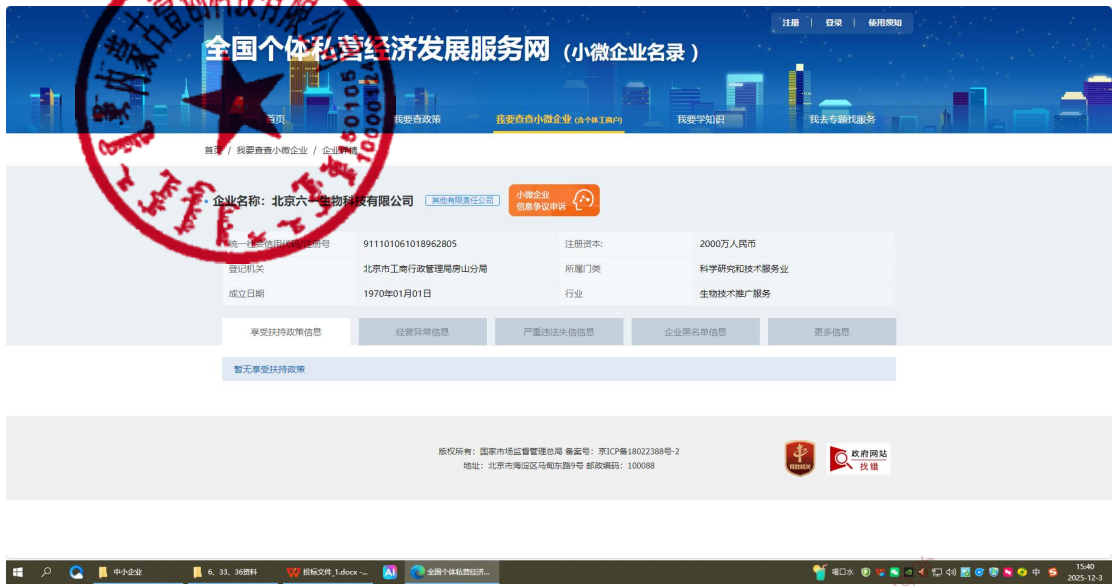 注册 | 登录 | 使用须知
全国个体私营经济发展服务网（小微企业名录）
首页 我要查政策 我要查查小微企业 (含个体工商户) 我要学知识 我去专题找服务
首页 / 我要查查小微企业 / 企业详情
企业名称：北京六一生物科技有限公司 其他有限责任公司 小微企业
信息争议申诉
统一社会信用代码/注册号 911101061018962805 注册资本: 2000万人民币
登记机关 北京市工商行政管理局房山分局 所属门类 科学研究和技术服务业
成立日期 1970年01月01日 行业 生物技术推广服务
享受扶持政策信息 经营异常信息 严重违法失信信息 企业黑名单信息 更多信息
暂无享受扶持政策
版权所有：国家市场监督管理总局 备案号：京ICP备18022388号-2
地址：北京市海淀区马甸东路9号 邮政编码：100088
政府网站
找错
中小企业 6、33、36资料 投标文件_1.docx -... AI 全国个体私营经济...
嘬口水 中 15:40
2025-12-3